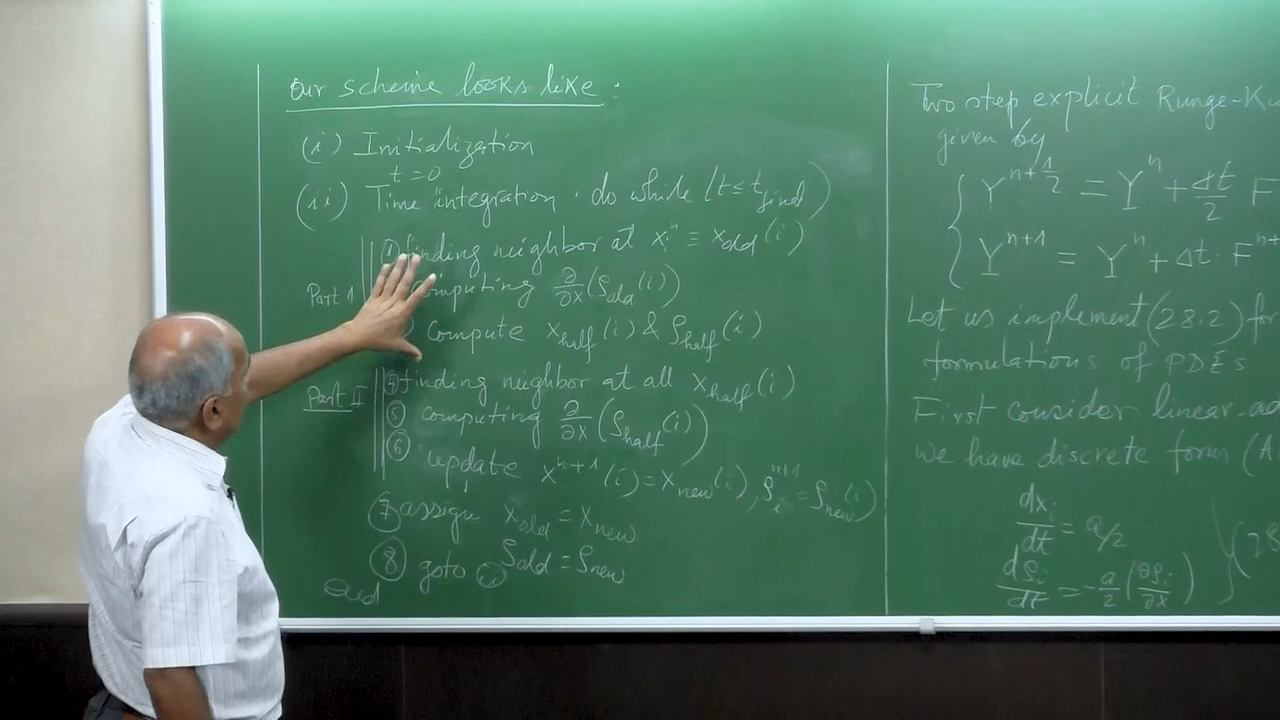 Our scheme looks like :
(i) Initialization
t = 0
(ii) Time integration · do while (t ≤ t_final)
① finding neighbor at x_i^n ≡ x_old(i)
Part 1 computing ∂/∂x (ρ_old(i))
compute x_half(i) & ρ_half(i)
Part II ④ finding neighbor at all x_half(i)
⑤ computing ∂/∂x (ρ_half(i))
⑥ update x^{n+1}(i) = x_new(i), ρ_i^{n+1} = ρ_new(i)
⑦ assign x_old = x_new
ρ_old = ρ_new
⑧ goto (ii)
end
Two step explicit Runge-Ku
given by
Y^{n+1/2} = Y^n + Δt/2 F
Y^{n+1} = Y^n + Δt · F^n
Let us implement (28.2) for
formulations of PDEs
First consider linear-ad
we have discrete form (A
dx_i/dt = a/2
dρ_i/dt = -a/2 (∂ρ_i/∂x) } (28